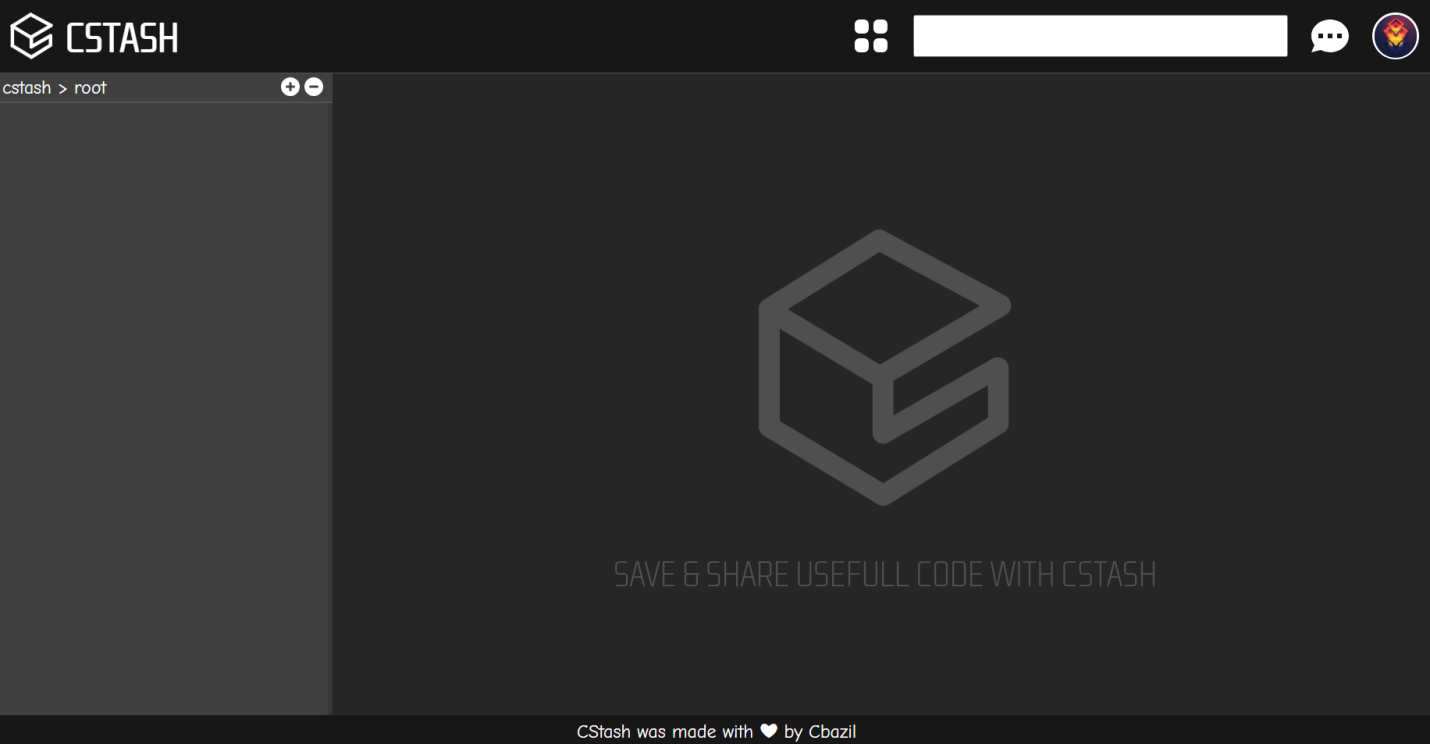 CSTASH
cstash > root
SAVE & SHARE USEFULL CODE WITH CSTASH
CStash was made with ♥ by Cbazil